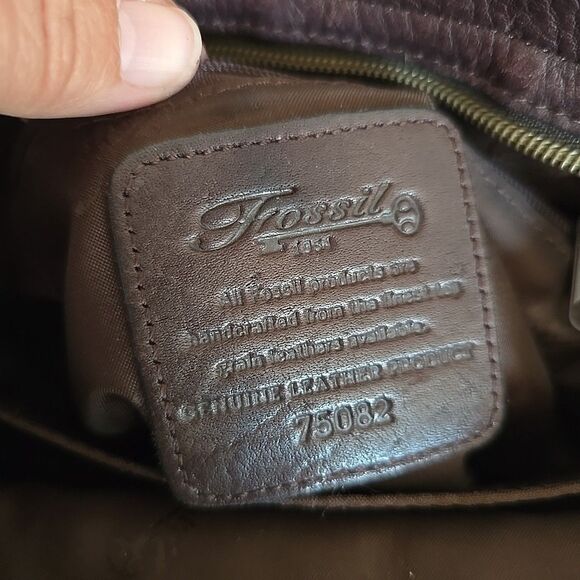 Fossil
1954
All Fossil products are
handcrafted from the finest top
grain leathers available.
GENUINE LEATHER PRODUCT
75082